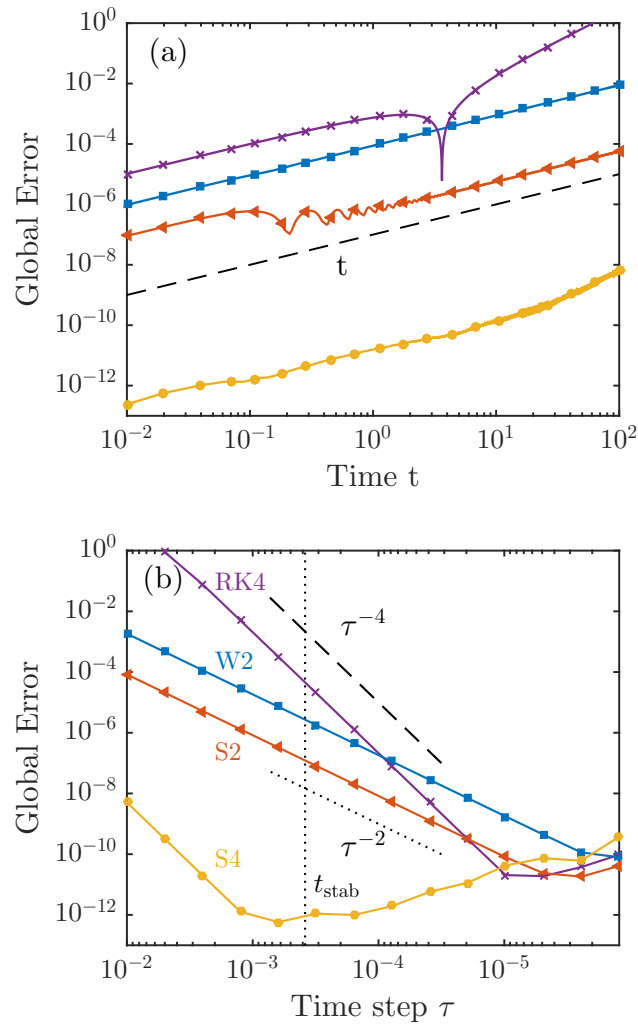 (a)
10^0
10^-2
10^-4
10^-6
10^-8
10^-10
10^-12
Global Error
t
10^-2 10^-1 10^0 10^1 10^2
Time t
(b)
10^0
10^-2
10^-4
10^-6
10^-8
10^-10
10^-12
Global Error
RK4
W2
S2
S4
τ^-4
τ^-2
t_stab
10^-2 10^-3 10^-4 10^-5
Time step τ